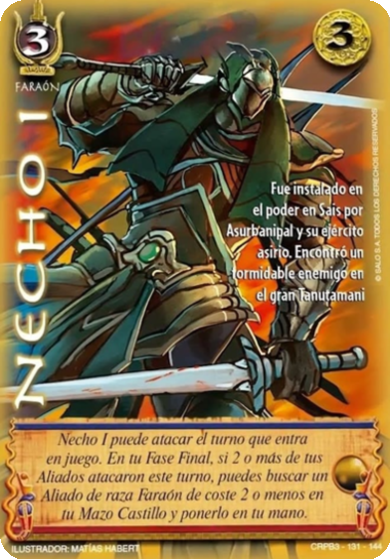 3
3
FARAÓN
NECHO I
Fue instalado en
el poder en Sais por
Asurbanipal y su ejército
asirio. Encontró un
formidable enemigo en
el gran Tanutamani
© SALO S.A. TODOS LOS DERECHOS RESERVADOS
Necho I puede atacar el turno que entra
en juego. En tu Fase Final, si 2 o más de tus
Aliados atacaron este turno, puedes buscar un
Aliado de raza Faraón de coste 2 o menos en
tu Mazo Castillo y ponerlo en tu mano.
ILUSTRADOR: MATÍAS HABERT
CRPB3 - 131 - 144